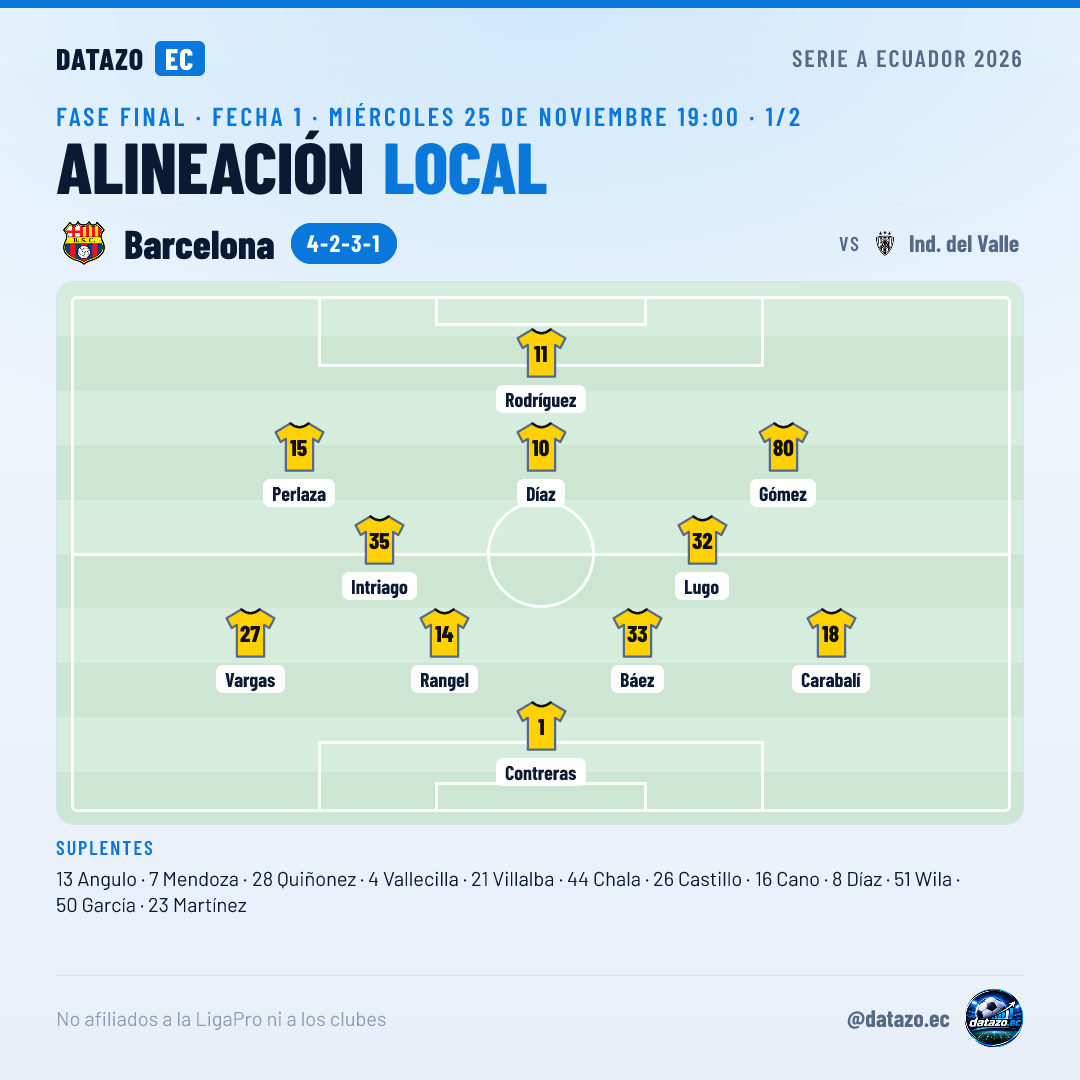 DATAZO EC
SERIE A ECUADOR 2026
FASE FINAL · FECHA 1 · MIÉRCOLES 25 DE NOVIEMBRE 19:00 · 1/2
ALINEACIÓN LOCAL
B.S.C.
Barcelona 4-2-3-1
VS Ind. del Valle
11
Rodríguez
15 10 80
Perlaza Díaz Gómez
35 32
Intriago Lugo
27 14 33 18
Vargas Rangel Báez Carabalí
1
Contreras
SUPLENTES
13 Angulo · 7 Mendoza · 28 Quiñonez · 4 Vallecilla · 21 Villalba · 44 Chala · 26 Castillo · 16 Cano · 8 Díaz · 51 Wila ·
50 García · 23 Martínez
No afiliados a la LigaPro ni a los clubes
@datazo.ec
datazo.ec